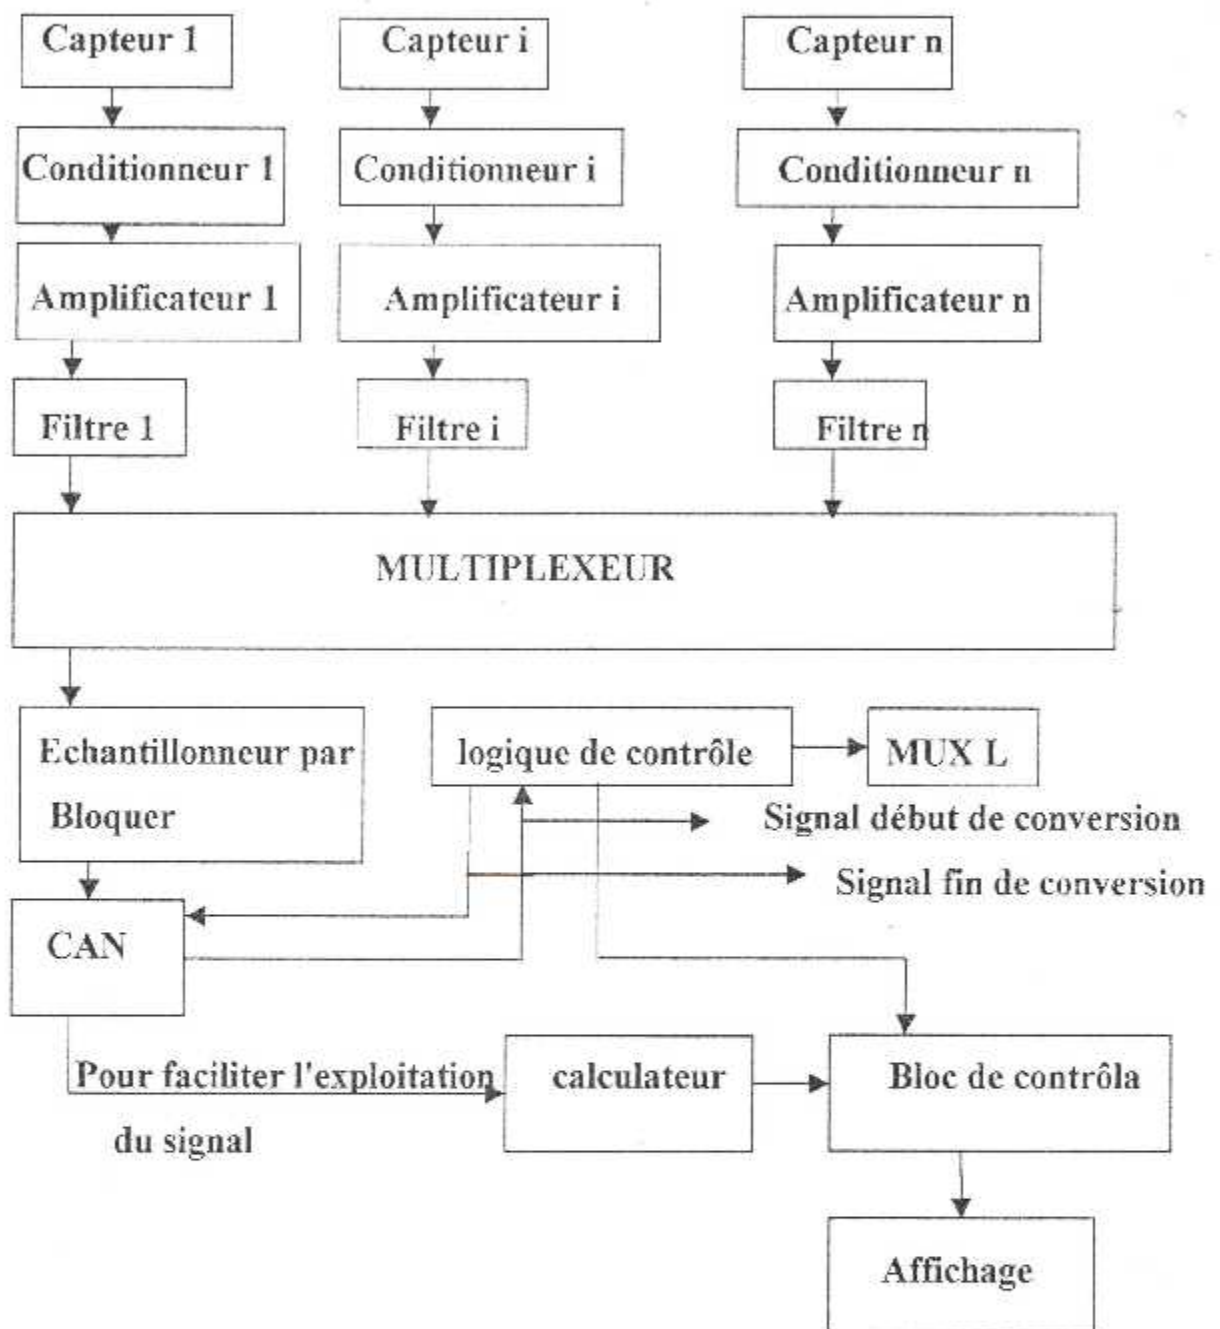 Capteur 1
Capteur i
Capteur n
Conditionneur 1
Conditionneur i
Conditionneur n
Amplificateur 1
Amplificateur i
Amplificateur n
Filtre 1
Filtre i
Filtre n
MULTIPLEXEUR
Echantillonneur par
Bloquer
logique de contrôle
MUX L
Signal début de conversion
Signal fin de conversion
CAN
Pour faciliter l'exploitation
du signal
calculateur
Bloc de contrôla
Affichage